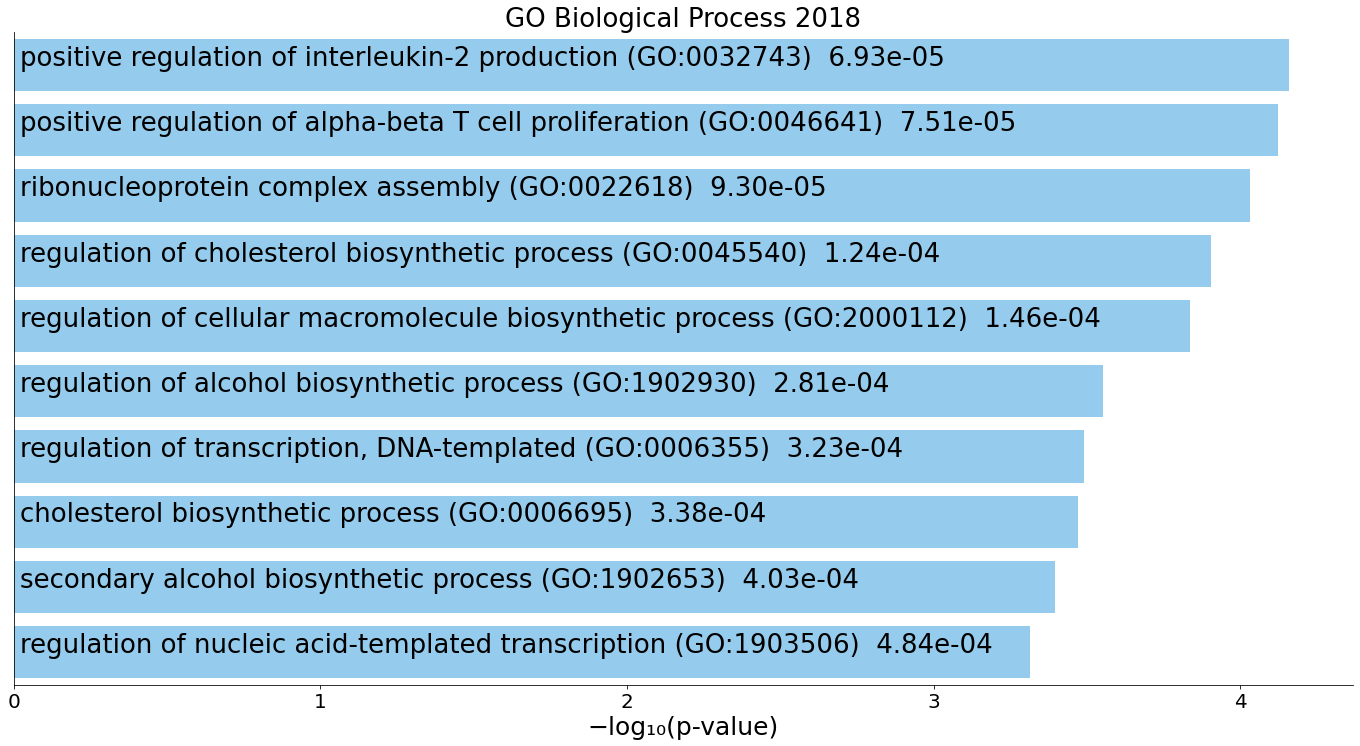 GO Biological Process 2018
positive regulation of interleukin-2 production (GO:0032743)  6.93e-05
positive regulation of alpha-beta T cell proliferation (GO:0046641)  7.51e-05
ribonucleoprotein complex assembly (GO:0022618)  9.30e-05
regulation of cholesterol biosynthetic process (GO:0045540)  1.24e-04
regulation of cellular macromolecule biosynthetic process (GO:2000112)  1.46e-04
regulation of alcohol biosynthetic process (GO:1902930)  2.81e-04
regulation of transcription, DNA-templated (GO:0006355)  3.23e-04
cholesterol biosynthetic process (GO:0006695)  3.38e-04
secondary alcohol biosynthetic process (GO:1902653)  4.03e-04
regulation of nucleic acid-templated transcription (GO:1903506)  4.84e-04
0 1 2 3 4
−log₁₀(p-value)